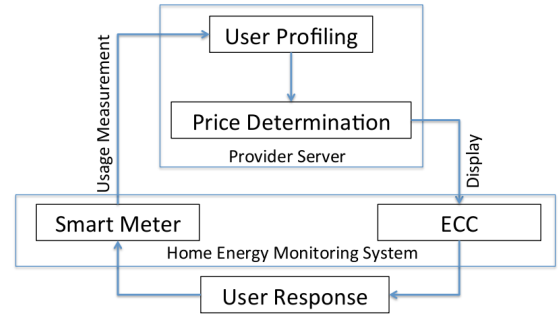 User Profiling
Price Determination
Provider Server
Usage Measurement
Display
Smart Meter
ECC
Home Energy Monitoring System
User Response